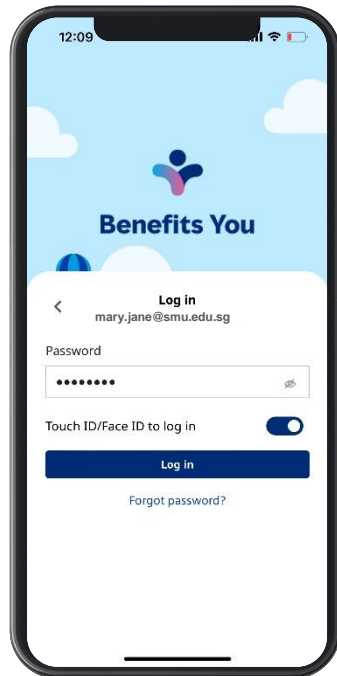 12:09
Benefits You
Log in
mary.jane@smu.edu.sg
Password
••••••••
Touch ID/Face ID to log in
Log in
Forgot password?